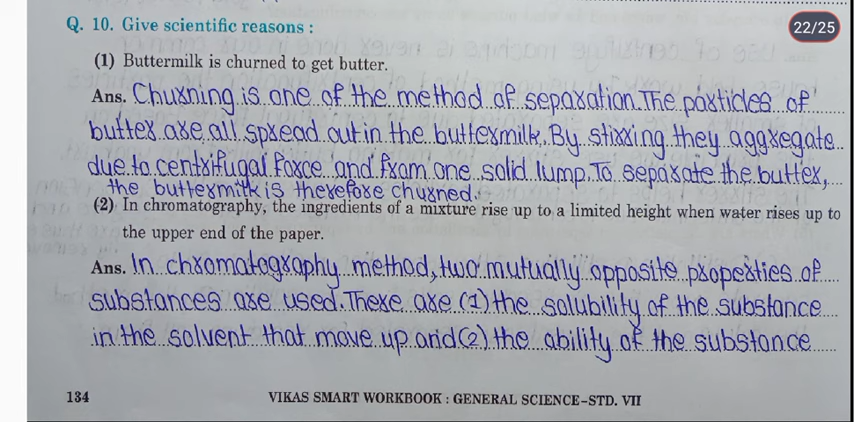 Q. 10. Give scientific reasons :
22/25
(1) Buttermilk is churned to get butter.
Ans. Churning is one of the method of separation. The particles of
butter are all spread out in the buttermilk. By stirring they aggregate
due to centrifugal force and from one solid lump. To separate the butter,
the buttermilk is therefore churned.
(2) In chromatography, the ingredients of a mixture rise up to a limited height when water rises up to
the upper end of the paper.
Ans. In chromatography method, two mutually opposite properties of
substances are used. There are (1) the solubility of the substance
in the solvent that move up and (2) the ability of the substance
134 VIKAS SMART WORKBOOK : GENERAL SCIENCE–STD. VII